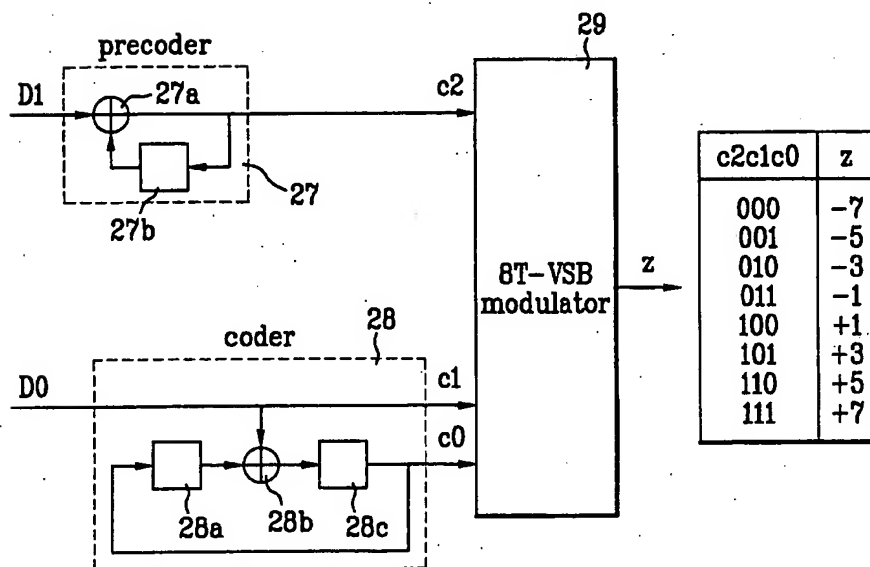 29
precoder
D1
27a
c2
27
27b
c2c1c0 z
000 -7
001 -5
010 -3
011 -1
100 +1
101 +3
110 +5
111 +7
8T-VSB
modulator
z
28
coder
D0
c1
c0
28a
28b
28c